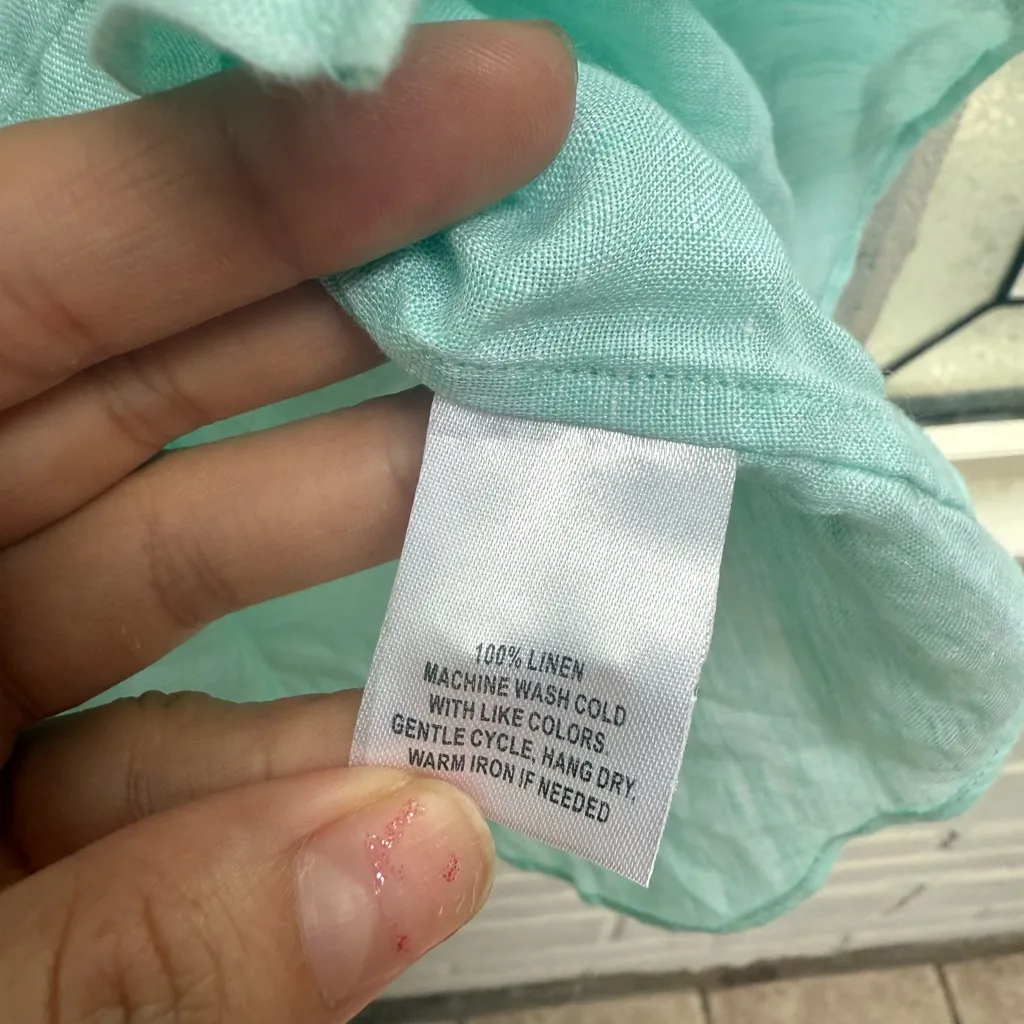 100% LINEN
MACHINE WASH COLD
WITH LIKE COLORS.
GENTLE CYCLE, HANG DRY.
WARM IRON IF NEEDED